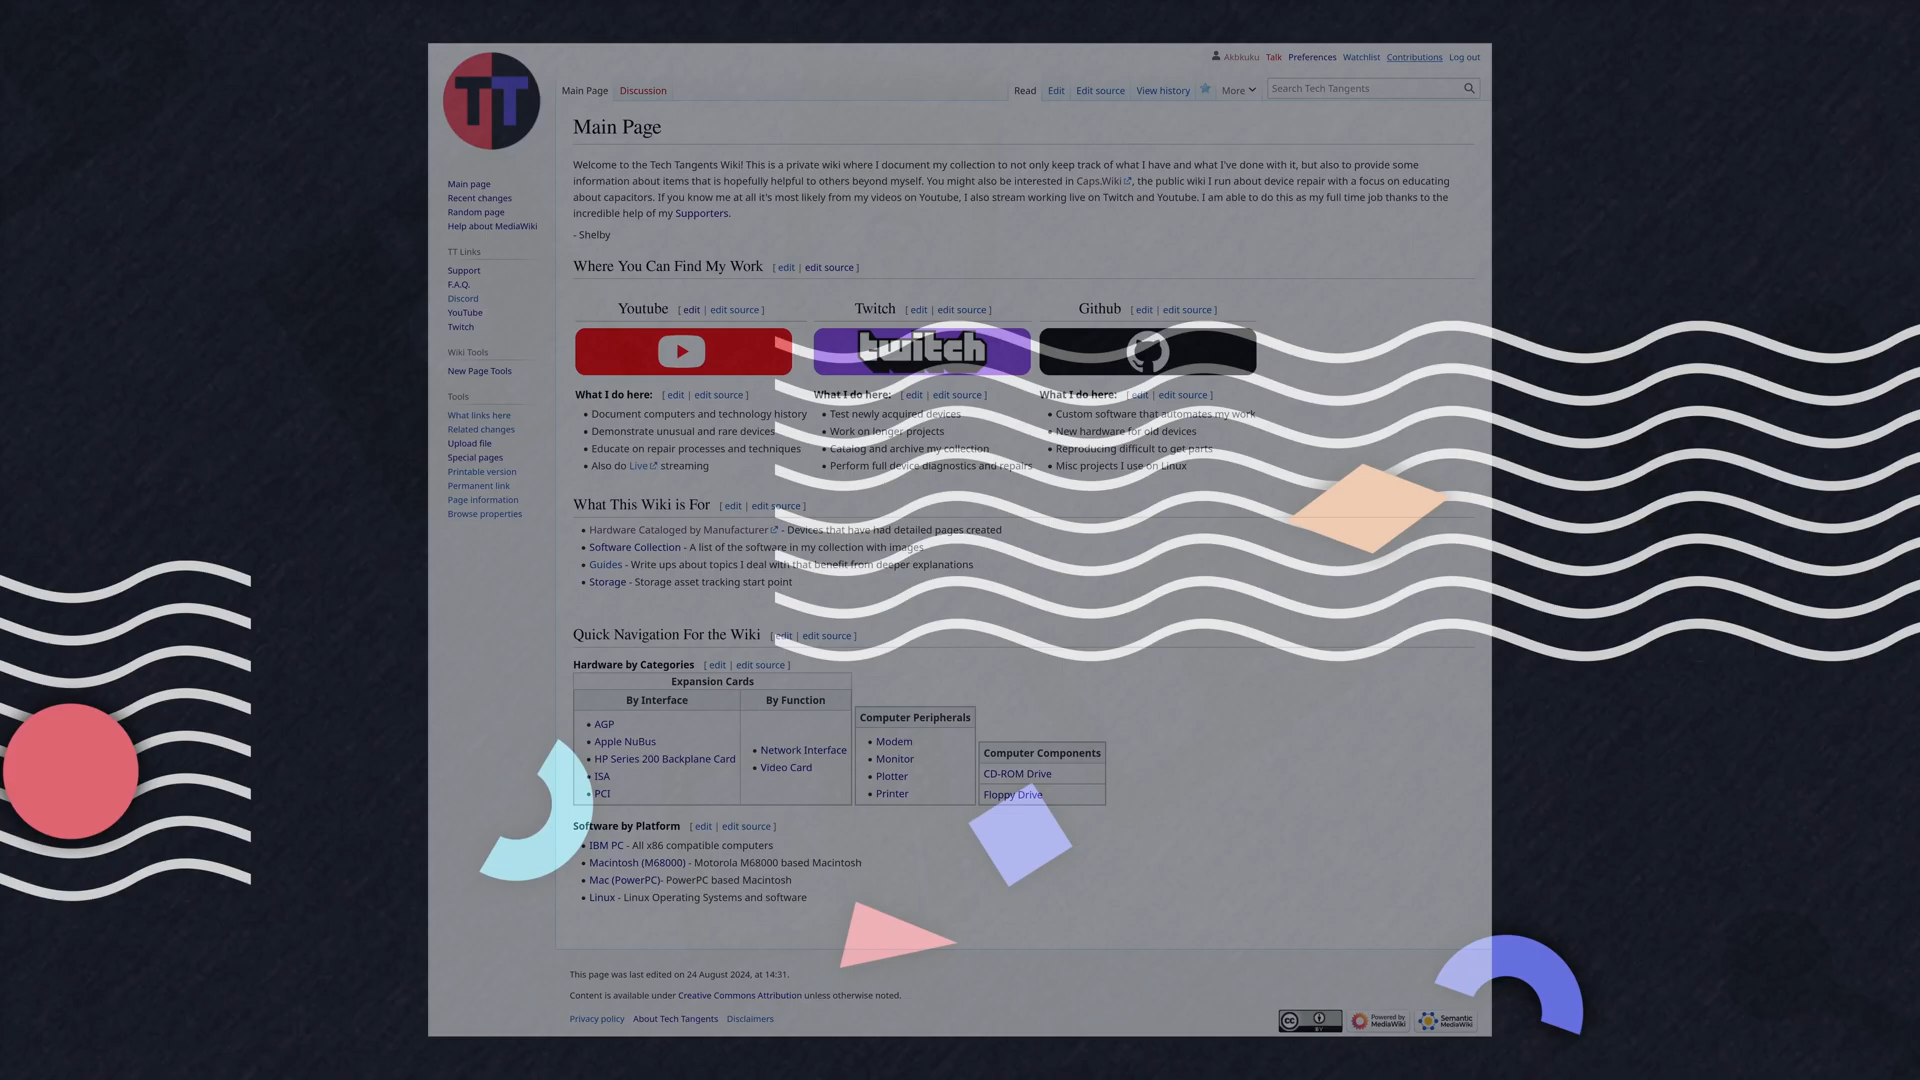 TT
Akbkuku Talk Preferences Watchlist Contributions Log out
Main Page Discussion Read Edit Edit source View history More Search Tech Tangents
Main Page
Welcome to the Tech Tangents Wiki! This is a private wiki where I document my collection to not only keep track of what I have and what I've done with it, but also to provide some
information about items that is hopefully helpful to others beyond myself. You might also be interested in Caps.Wiki, the public wiki I run about device repair with a focus on educating
about capacitors. If you know me at all it's most likely from my videos on Youtube, I also stream working live on Twitch and Youtube. I am able to do this as my full time job thanks to the
incredible help of my Supporters.
- Shelby
Main page
Recent changes
Random page
Help about MediaWiki
TT Links
Support
F.A.Q.
Discord
YouTube
Twitch
Wiki Tools
New Page Tools
Tools
What links here
Related changes
Upload file
Special pages
Printable version
Permanent link
Page information
Browse properties
Where You Can Find My Work [ edit | edit source ]
Youtube [ edit | edit source ]
What I do here: [ edit | edit source ]
• Document computers and technology history
• Demonstrate unusual and rare devices
• Educate on repair processes and techniques
• Also do Live streaming
Twitch [ edit | edit source ]
twitch
What I do here: [ edit | edit source ]
• Test newly acquired devices
• Work on longer projects
• Catalog and archive my collection
• Perform full device diagnostics and repairs
Github [ edit | edit source ]
What I do here: [ edit | edit source ]
• Custom software that automates my work
• New hardware for old devices
• Reproducing difficult to get parts
• Misc projects I use on Linux
What This Wiki is For [ edit | edit source ]
• Hardware Cataloged by Manufacturer - Devices that have had detailed pages created
• Software Collection - A list of the software in my collection with images
• Guides - Write ups about topics I deal with that benefit from deeper explanations
• Storage - Storage asset tracking start point
Quick Navigation For the Wiki [ edit | edit source ]
Hardware by Categories [ edit | edit source ]
Expansion Cards
By Interface
• AGP
• Apple NuBus
• HP Series 200 Backplane Card
• ISA
• PCI
By Function
• Network Interface
• Video Card
Computer Peripherals
• Modem
• Monitor
• Plotter
• Printer
Computer Components
CD-ROM Drive
Floppy Drive
Software by Platform [ edit | edit source ]
• IBM PC - All x86 compatible computers
• Macintosh (M68000) - Motorola M68000 based Macintosh
• Mac (PowerPC)- PowerPC based Macintosh
• Linux - Linux Operating Systems and software
This page was last edited on 24 August 2024, at 14:31.
Content is available under Creative Commons Attribution unless otherwise noted.
Privacy policy About Tech Tangents Disclaimers
CC BY
Powered by MediaWiki
Semantic MediaWiki